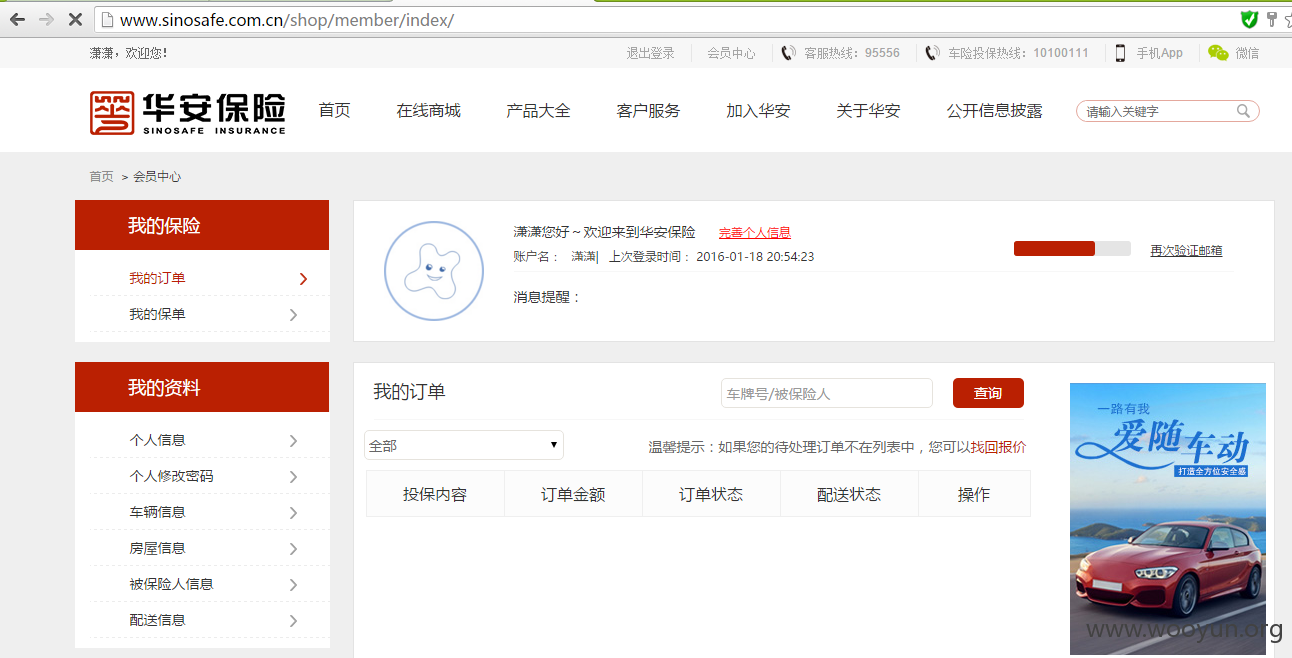 www.sinosafe.com.cn/shop/member/index/
潇潇，欢迎您！
退出登录 会员中心 客服热线：95556 车险投保热线：10100111 手机App 微信
华安保险
SINOSAFE INSURANCE
首页 在线商城 产品大全 客户服务 加入华安 关于华安 公开信息披露 请输入关键字
首页 > 会员中心
我的保险
我的订单
我的保单
我的资料
个人信息
个人修改密码
车辆信息
房屋信息
被保险人信息
配送信息
潇潇您好～欢迎来到华安保险 完善个人信息
账户名： 潇潇| 上次登录时间： 2016-01-18 20:54:23
再次验证邮箱
消息提醒：
我的订单 车牌号/被保险人 查询
全部 ▼ 温馨提示：如果您的待处理订单不在列表中，您可以找回报价
投保内容 订单金额 订单状态 配送状态 操作
一路有我
爱随车动
打造全方位安全感
www.wooyun.org